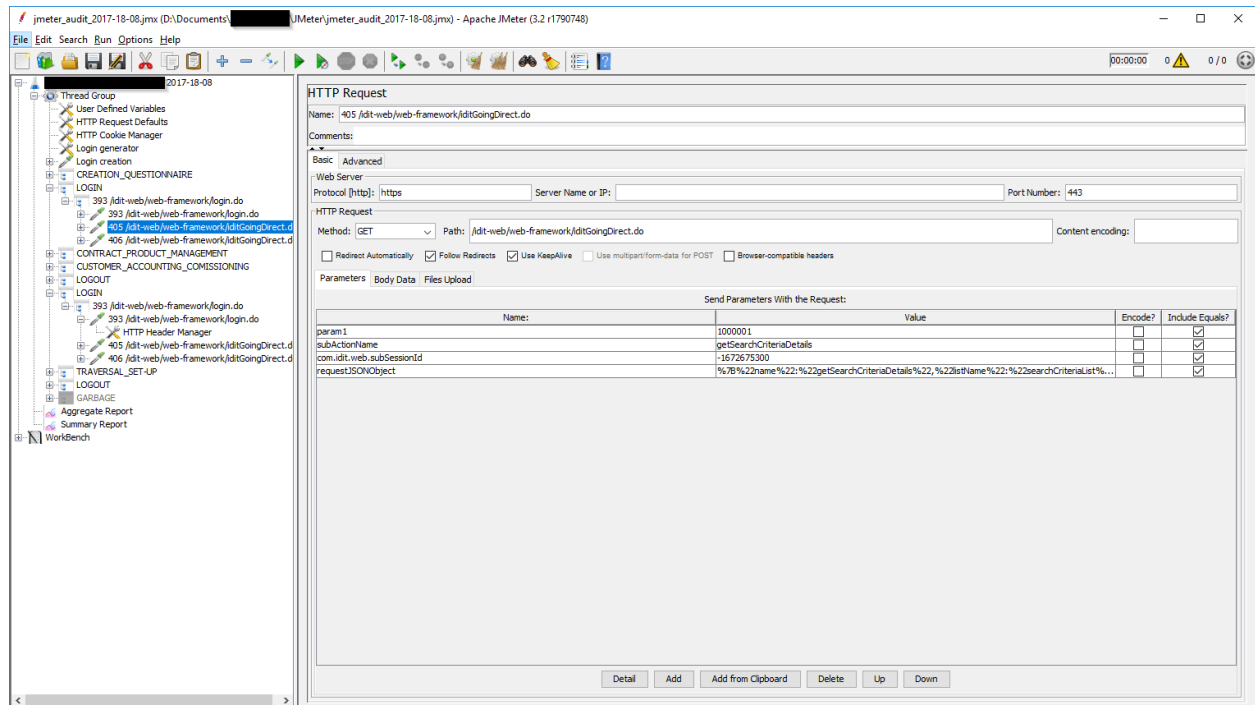 jmeter_audit_2017-18-08.jmx (D:\Documents\ \JMeter\jmeter_audit_2017-18-08.jmx) - Apache JMeter (3.2 r1790748)
File Edit Search Run Options Help
00:00:00 0 0 / 0
2017-18-08
Thread Group
User Defined Variables
HTTP Request Defaults
HTTP Cookie Manager
Login generator
Login creation
CREATION_QUESTIONNAIRE
LOGIN
393 /idit-web/web-framework/login.do
393 /idit-web/web-framework/login.do
405 /idit-web/web-framework/iditGoingDirect.d
406 /idit-web/web-framework/iditGoingDirect.d
CONTRACT_PRODUCT_MANAGEMENT
CUSTOMER_ACCOUNTING_COMISSIONING
LOGOUT
LOGIN
393 /idit-web/web-framework/login.do
393 /idit-web/web-framework/login.do
HTTP Header Manager
405 /idit-web/web-framework/iditGoingDirect.d
406 /idit-web/web-framework/iditGoingDirect.d
TRAVERSAL_SET-UP
LOGOUT
GARBAGE
Aggregate Report
Summary Report
WorkBench
HTTP Request
Name: 405 /idit-web/web-framework/iditGoingDirect.do
Comments:
Basic Advanced
Web Server
Protocol [http]: https Server Name or IP: Port Number: 443
HTTP Request
Method: GET Path: /idit-web/web-framework/iditGoingDirect.do Content encoding:
Redirect Automatically Follow Redirects Use KeepAlive Use multipart/form-data for POST Browser-compatible headers
Parameters Body Data Files Upload
Send Parameters With the Request:
Name: Value Encode? Include Equals?
param1 1000001
subActionName getSearchCriteriaDetails
com.idit.web.subSessionId -1672675300
requestJSONObject %7B%22name%22:%22getSearchCriteriaDetails%22,%22listName%22:%22searchCriteriaList%...
Detail Add Add from Clipboard Delete Up Down